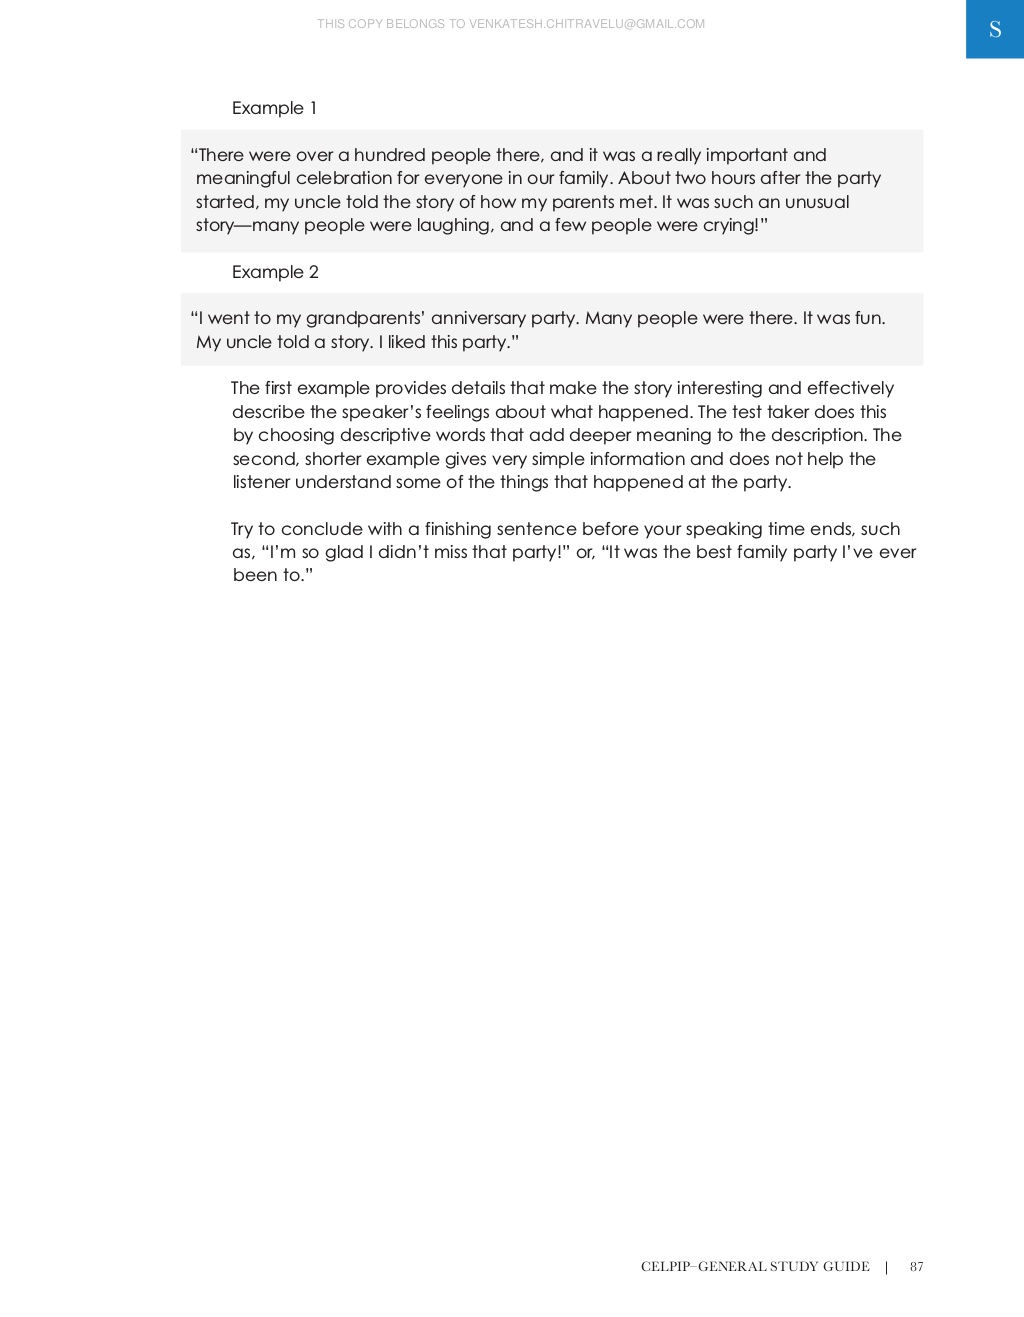 THIS COPY BELONGS TO VENKATESH.CHITRAVELU@GMAIL.COM
S
Example 1
“There were over a hundred people there, and it was a really important and
meaningful celebration for everyone in our family. About two hours after the party
started, my uncle told the story of how my parents met. It was such an unusual
story—many people were laughing, and a few people were crying!”
Example 2
“I went to my grandparents’ anniversary party. Many people were there. It was fun.
My uncle told a story. I liked this party.”
The first example provides details that make the story interesting and effectively
describe the speaker’s feelings about what happened. The test taker does this
by choosing descriptive words that add deeper meaning to the description. The
second, shorter example gives very simple information and does not help the
listener understand some of the things that happened at the party.
Try to conclude with a finishing sentence before your speaking time ends, such
as, “I’m so glad I didn’t miss that party!” or, “It was the best family party I’ve ever
been to.”
CELPIP–GENERAL STUDY GUIDE | 87